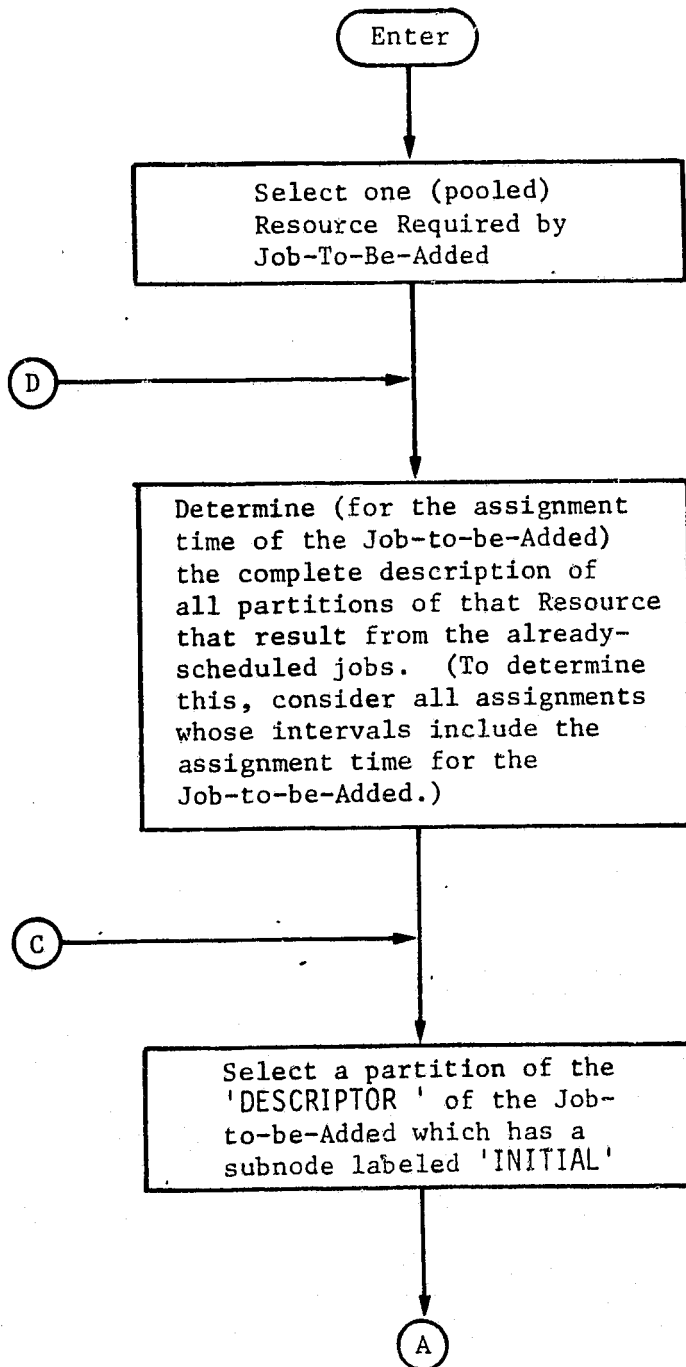 Enter
Select one (pooled)
Resource Required by
Job-To-Be-Added
D
Determine (for the assignment
time of the Job-to-be-Added)
the complete description of
all partitions of that Resource
that result from the already-
scheduled jobs. (To determine
this, consider all assignments
whose intervals include the
assignment time for the
Job-to-be-Added.)
C
Select a partition of the
'DESCRIPTOR ' of the Job-
to-be-Added which has a
subnode labeled 'INITIAL'
A